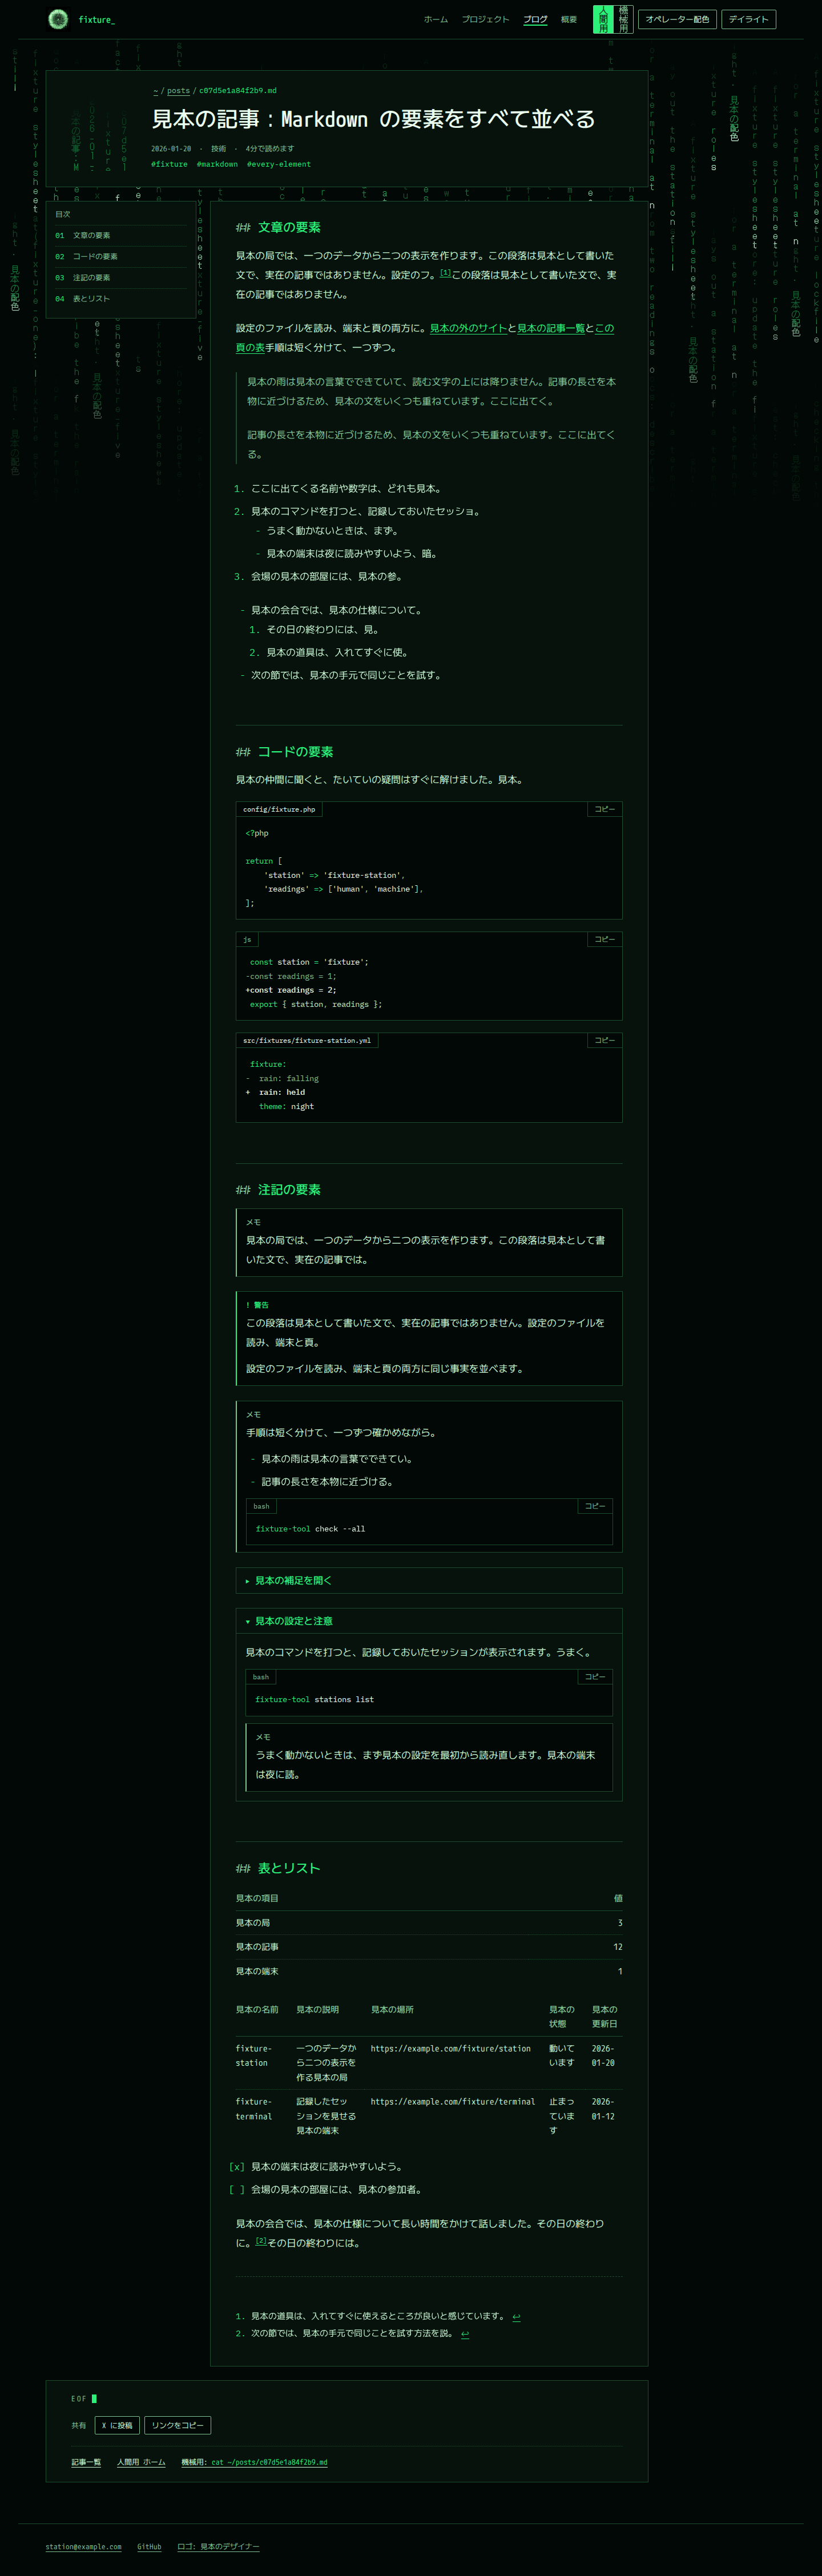 fixture_
ホーム プロジェクト ブログ 概要 人間用 機械用 オペレーター配色 デイライト
~ / posts / c07d5e1a84f2b9.md
見本の記事：Markdown の要素をすべて並べる
2026-01-20 - 技術 - 4分で読めます
#fixture #markdown #every-element
目次
01 文章の要素
02 コードの要素
03 注記の要素
04 表とリスト
## 文章の要素
見本の局では、一つのデータから二つの表示を作ります。この段落は見本として書いた
文で、実在の記事ではありません。設定のフ。[1]この段落は見本として書いた文で、実
在の記事ではありません。
設定のファイルを読み、端末と頁の両方に。見本の外のサイトと見本の記事一覧とこの
頁の表手順は短く分けて、一つずつ。
見本の雨は見本の言葉でできていて、読む文字の上には降りません。記事の長さを本
物に近づけるため、見本の文をいくつも重ねています。ここに出てく。
記事の長さを本物に近づけるため、見本の文をいくつも重ねています。ここに出てく
る。
1. ここに出てくる名前や数字は、どれも見本。
2. 見本のコマンドを打つと、記録しておいたセッショ。
- うまく動かないときは、まず。
- 見本の端末は夜に読みやすいよう、暗。
3. 会場の見本の部屋には、見本の参。
- 見本の会合では、見本の仕様について。
1. その日の終わりには、見。
2. 見本の道具は、入れてすぐに使。
- 次の節では、見本の手元で同じことを試す。
## コードの要素
見本の仲間に聞くと、たいていの疑問はすぐに解けました。見本。
config/fixture.php コピー
<?php
return [
'station' => 'fixture-station',
'readings' => ['human', 'machine'],
];
js コピー
const station = 'fixture';
-const readings = 1;
+const readings = 2;
export { station, readings };
src/fixtures/fixture-station.yml コピー
fixture:
- rain: falling
+ rain: held
theme: night
## 注記の要素
メモ
見本の局では、一つのデータから二つの表示を作ります。この段落は見本として書
いた文で、実在の記事では。
! 警告
この段落は見本として書いた文で、実在の記事ではありません。設定のファイルを
読み、端末と頁。
設定のファイルを読み、端末と頁の両方に同じ事実を並べます。
メモ
手順は短く分けて、一つずつ確かめながら。
- 見本の雨は見本の言葉でできてい。
- 記事の長さを本物に近づける。
bash コピー
fixture-tool check --all
▸ 見本の補足を開く
▾ 見本の設定と注意
見本のコマンドを打つと、記録しておいたセッションが表示されます。うまく。
bash コピー
fixture-tool stations list
メモ
うまく動かないときは、まず見本の設定を最初から読み直します。見本の端末
は夜に読。
## 表とリスト
見本の項目 値
見本の局 3
見本の記事 12
見本の端末 1
見本の名前 見本の説明 見本の場所 見本の状態 見本の更新日
fixture-station 一つのデータから二つの表示を作る見本の局 https://example.com/fixture/station 動いています 2026-01-20
fixture-terminal 記録したセッションを見せる見本の端末 https://example.com/fixture/terminal 止まっています 2026-01-12
[x] 見本の端末は夜に読みやすいよう。
[ ] 会場の見本の部屋には、見本の参加者。
見本の会合では、見本の仕様について長い時間をかけて話しました。その日の終わり
に。[2]その日の終わりには。
1. 見本の道具は、入れてすぐに使えるところが良いと感じています。 ↩
2. 次の節では、見本の手元で同じことを試す方法を説。 ↩
EOF
共有 X に投稿 リンクをコピー
記事一覧 人間用 ホーム 機械用: cat ~/posts/c07d5e1a84f2b9.md
station@example.com GitHub ロゴ: 見本のデザイナー